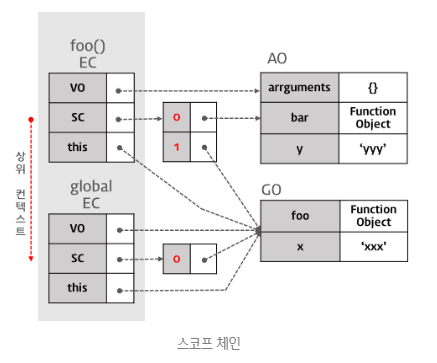 foo()
EC
VO
SC
this
0
1
AO
arrguments
{}
bar
Function
Object
y
‘yyy’
상위 컨텍스트
global
EC
VO
SC
this
0
GO
foo
Function
Object
x
‘xxx’
스코프 체인